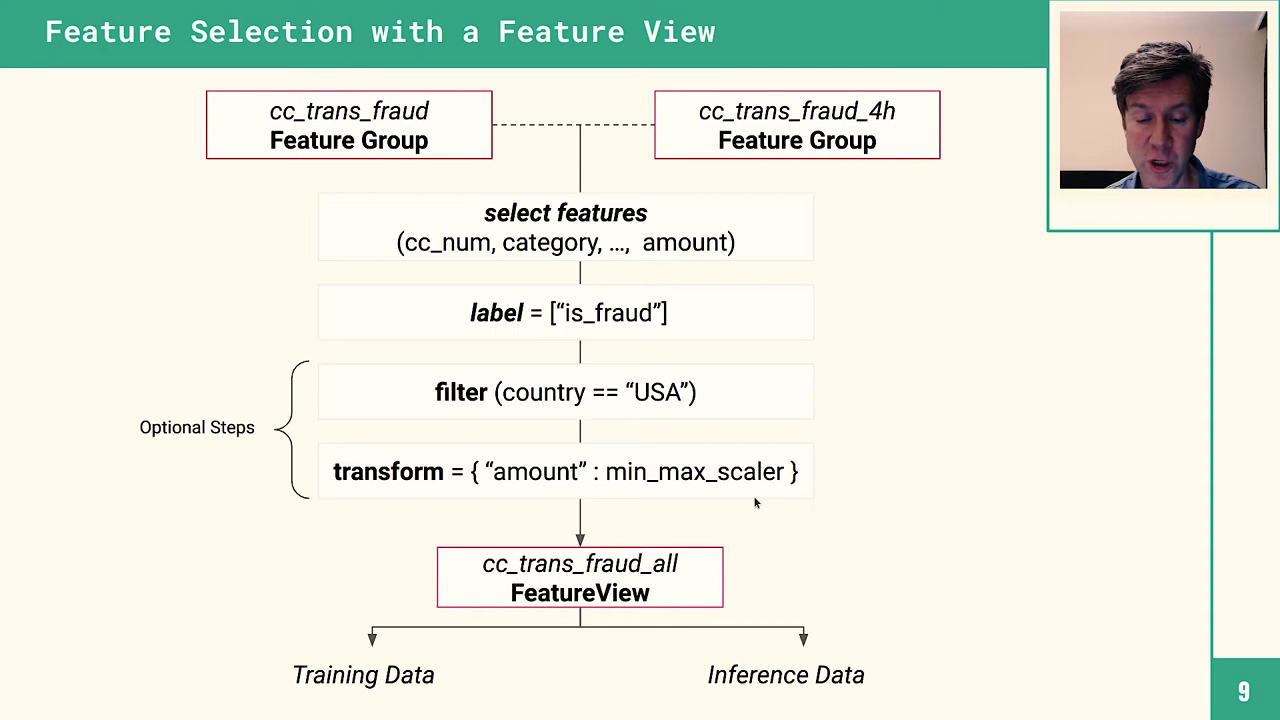 Feature Selection with a Feature View
cc_trans_fraud
Feature Group
cc_trans_fraud_4h
Feature Group
select features
(cc_num, category, ..., amount)
label = [“is_fraud”]
filter (country == “USA”)
Optional Steps
transform = { “amount” : min_max_scaler }
cc_trans_fraud_all
FeatureView
Training Data
Inference Data
9